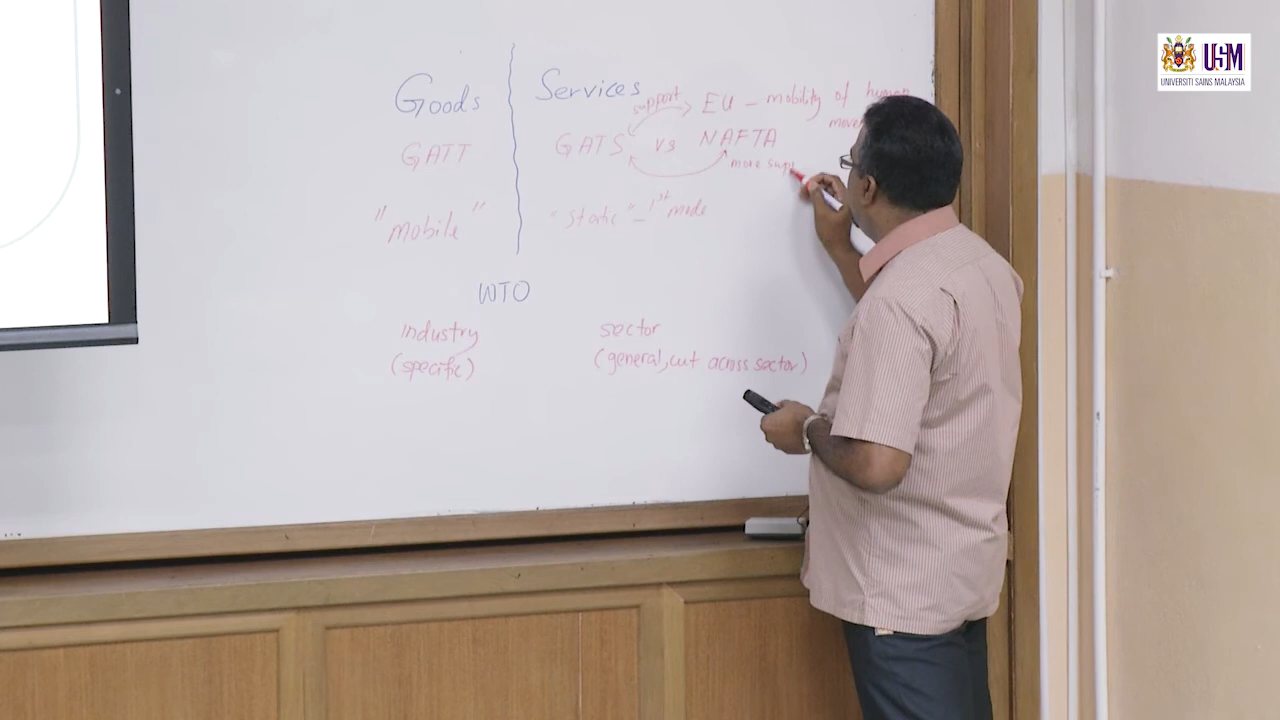 USM
UNIVERSITI SAINS MALAYSIA
Goods
Services
support
EU - mobility of human
GATT
GATS vs NAFTA
more supp
"mobile"
"static" - 1st mode
WTO
industry
sector
(specific)
(general, cut across sector)